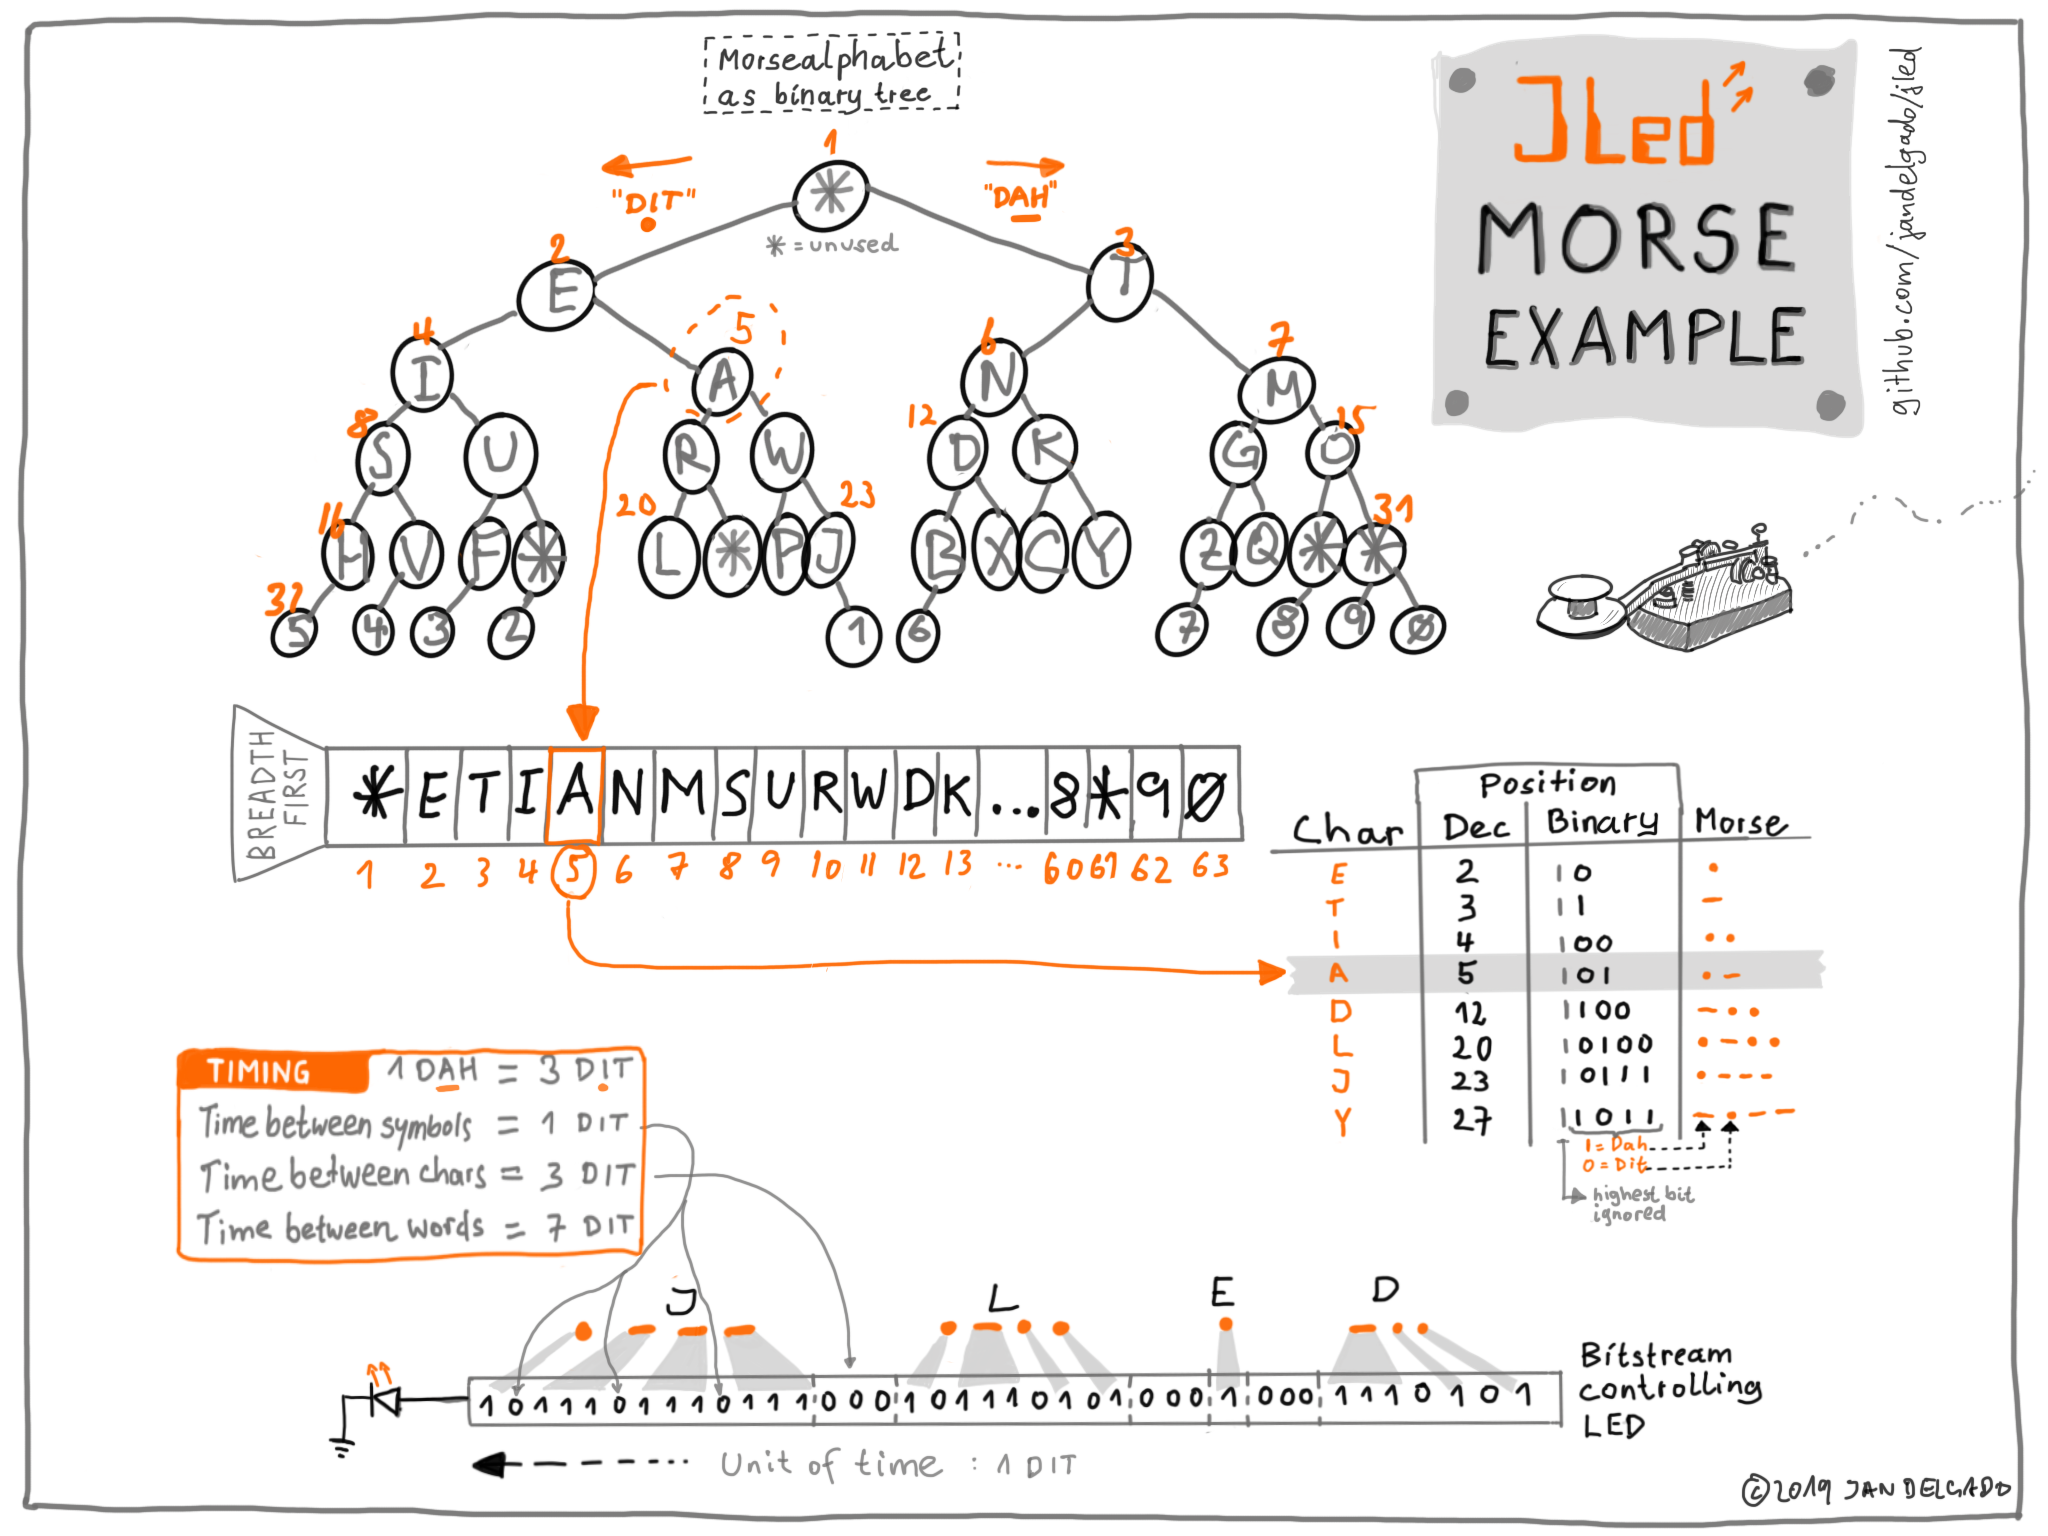 Morsealphabet
as binary tree
JLed
MORSE
EXAMPLE
github.com/jandelgado/jled
1
"DIT"
"DAH"
*
* = unused
2
3
E
T
4
5
6
7
I
A
N
M
8
12
15
S
U
R
W
D
K
G
O
16
20
23
31
H
V
F
*
L
*
P
J
B
X
C
Y
Z
Q
*
*
32
5
4
3
2
1
6
7
8
9
Ø
BREADTH
FIRST
* E T I A N M S U R W D K ... 8 * 9 Ø
1 2 3 4 5 6 7 8 9 10 11 12 13 ... 60 61 62 63
Position
Char Dec Binary Morse
E 2 10 •
T 3 11 –
I 4 100 ••
A 5 101 •–
D 12 1100 –••
L 20 10100 •–••
J 23 10111 •–––
Y 27 11011 –•––
1 = Dah
0 = Dit
highest bit
ignored
TIMING 1 DAH = 3 DIT
Time between symbols = 1 DIT
Time between chars = 3 DIT
Time between words = 7 DIT
J L E D
• – – – • – • • • – • •
1 0 1 1 1 0 1 1 1 0 1 1 1 0 0 0 1 0 1 1 1 0 1 0 1 0 0 0 1 0 0 0 1 1 1 0 1 0 1
Bitstream
controlling
LED
Unit of time : 1 DIT
©2019 JAN DELGADO